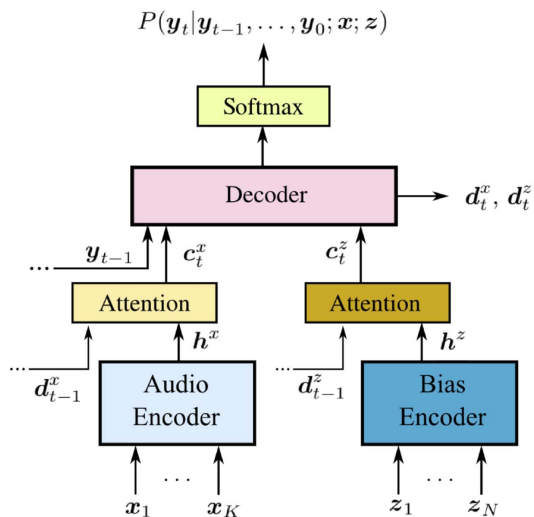 P(y_t|y_{t-1}, . . . , y_0; x; z)
Softmax
Decoder
d_t^x, d_t^z
... y_{t-1}
c_t^x
c_t^z
Attention
Attention
h^x
h^z
... d_{t-1}^x
... d_{t-1}^z
Audio
Encoder
Bias
Encoder
x_1 . . . x_K
z_1 . . . z_N